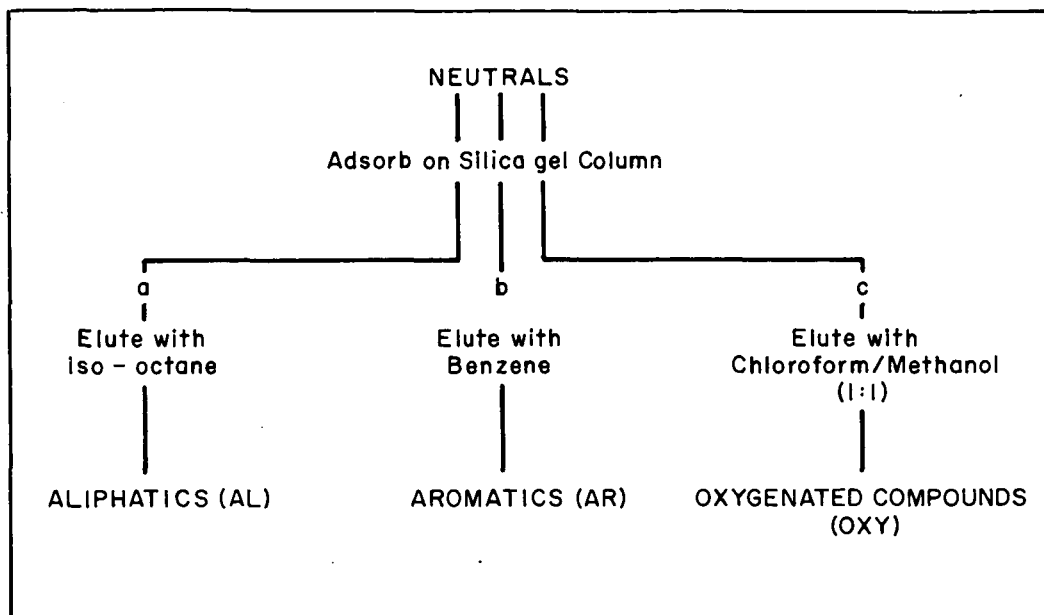 NEUTRALS
Adsorb on Silica gel Column
a
Elute with
iso - octane
ALIPHATICS (AL)
b
Elute with
Benzene
AROMATICS (AR)
c
Elute with
Chloroform/Methanol
(1:1)
OXYGENATED COMPOUNDS
(OXY)